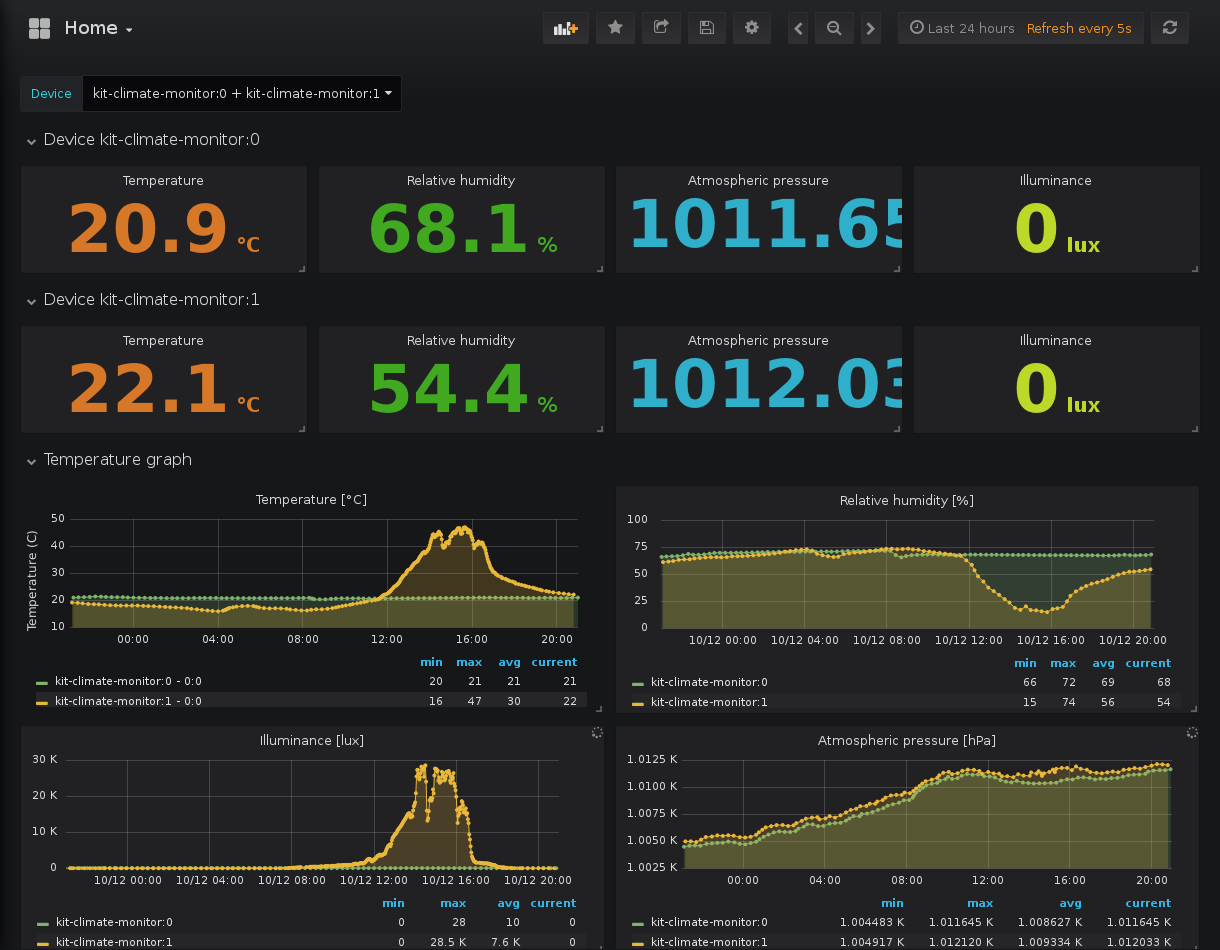 Home
Last 24 hours Refresh every 5s
Device kit-climate-monitor:0 + kit-climate-monitor:1
Device kit-climate-monitor:0
Temperature Relative humidity Atmospheric pressure Illuminance
20.9 °C 68.1 % 1011.65 0 lux
Device kit-climate-monitor:1
Temperature Relative humidity Atmospheric pressure Illuminance
22.1 °C 54.4 % 1012.03 0 lux
Temperature graph
Temperature [°C]
Temperature (C)
50
40
30
20
10
00:00 04:00 08:00 12:00 16:00 20:00
min max avg current
kit-climate-monitor:0 - 0:0 20 21 21 21
kit-climate-monitor:1 - 0:0 16 47 30 22
Relative humidity [%]
100
75
50
25
0
10/12 00:00 10/12 04:00 10/12 08:00 10/12 12:00 10/12 16:00 10/12 20:00
min max avg current
kit-climate-monitor:0 66 72 69 68
kit-climate-monitor:1 15 74 56 54
Illuminance [lux]
30 K
20 K
10 K
0
10/12 00:00 10/12 04:00 10/12 08:00 10/12 12:00 10/12 16:00 10/12 20:00
min max avg current
kit-climate-monitor:0 0 28 10 0
kit-climate-monitor:1 0 28.5 K 7.6 K 0
Atmospheric pressure [hPa]
1.0125 K
1.0100 K
1.0075 K
1.0050 K
1.0025 K
00:00 04:00 08:00 12:00 16:00 20:00
min max avg current
kit-climate-monitor:0 1.004483 K 1.011645 K 1.008627 K 1.011645 K
kit-climate-monitor:1 1.004917 K 1.012120 K 1.009334 K 1.012033 K